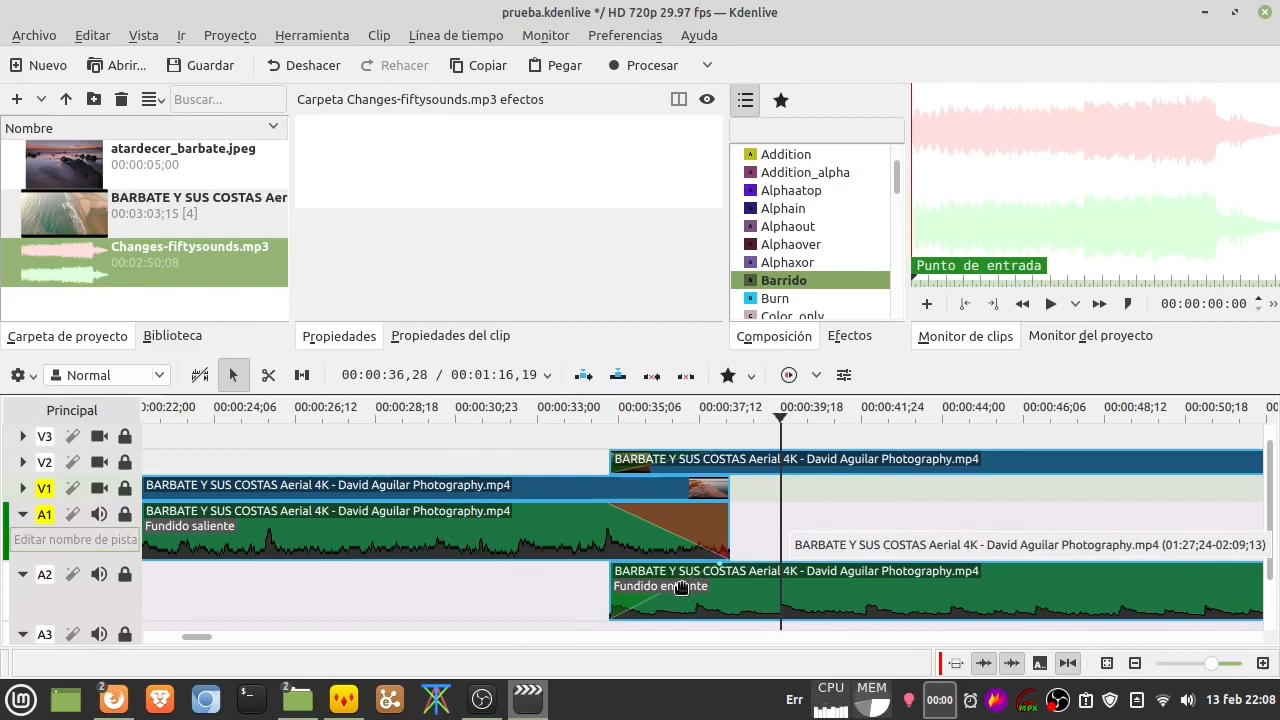 prueba.kdenlive */ HD 720p 29.97 fps — Kdenlive
Archivo Editar Vista Ir Proyecto Herramienta Clip Línea de tiempo Monitor Preferencias Ayuda
Nuevo Abrir... Guardar Deshacer Rehacer Copiar Pegar Procesar
Buscar...
Carpeta Changes-fiftysounds.mp3 efectos
Nombre
atardecer_barbate.jpeg
00:00:05;00
BARBATE Y SUS COSTAS Aer
00:03:03;15 [4]
Changes-fiftysounds.mp3
00:02:50;08
Addition
Addition_alpha
Alphaatop
Alphain
Alphaout
Alphaover
Alphaxor
Barrido
Burn
Color_only
Punto de entrada
00:00:00:00
Carpeta de proyecto Biblioteca Propiedades Propiedades del clip Composición Efectos Monitor de clips Monitor del proyecto
Normal 00:00:36,28 / 00:01:16,19
Principal
0:00:22;00 00:00:24;06 00:00:26;12 00:00:28;18 00:00:30;23 00:00:33;00 00:00:35;06 00:00:37;12 00:00:39;18 00:00:41;24 00:00:44;00 00:00:46;06 00:00:48;12 00:00:50;18 00
V3
V2 BARBATE Y SUS COSTAS Aerial 4K - David Aguilar Photography.mp4
V1 BARBATE Y SUS COSTAS Aerial 4K - David Aguilar Photography.mp4
A1 BARBATE Y SUS COSTAS Aerial 4K - David Aguilar Photography.mp4
Fundido saliente
Editar nombre de pista
BARBATE Y SUS COSTAS Aerial 4K - David Aguilar Photography.mp4 (01:27;24-02:09;13)
A2 BARBATE Y SUS COSTAS Aerial 4K - David Aguilar Photography.mp4
Fundido en nte
A3
2 2 Err CPU MEM 00:00 MPX 13 feb 22:08